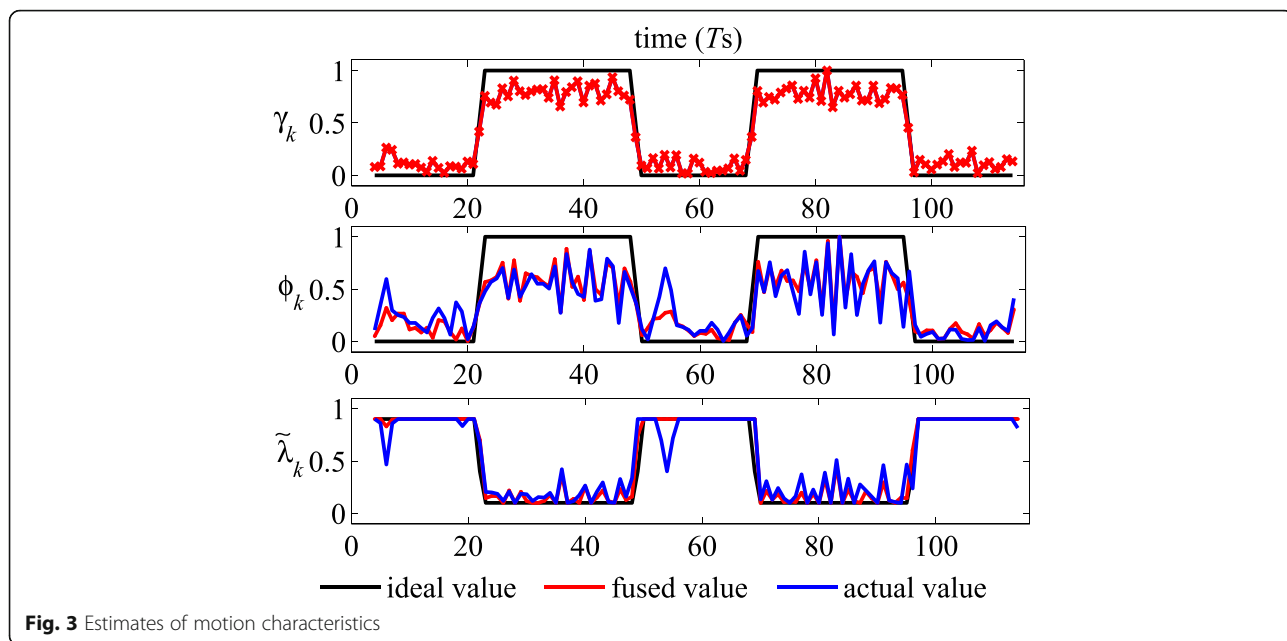 time (Ts)
1
γk 0.5
0
0 20 40 60 80 100
1
ϕk 0.5
0
0 20 40 60 80 100
1
λ̃k 0.5
0
0 20 40 60 80 100
ideal value fused value actual value
Fig. 3 Estimates of motion characteristics